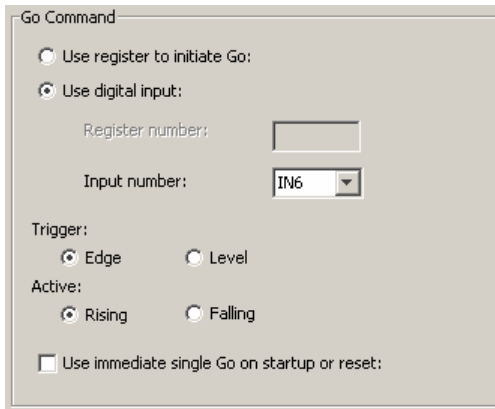 Go Command
Use register to initiate Go:
Use digital input:
Register number:
Input number: IN6
Trigger:
Edge Level
Active:
Rising Falling
Use immediate single Go on startup or reset: